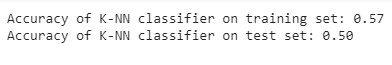 Accuracy of K-NN classifier on training set: 0.57
Accuracy of K-NN classifier on test set: 0.50